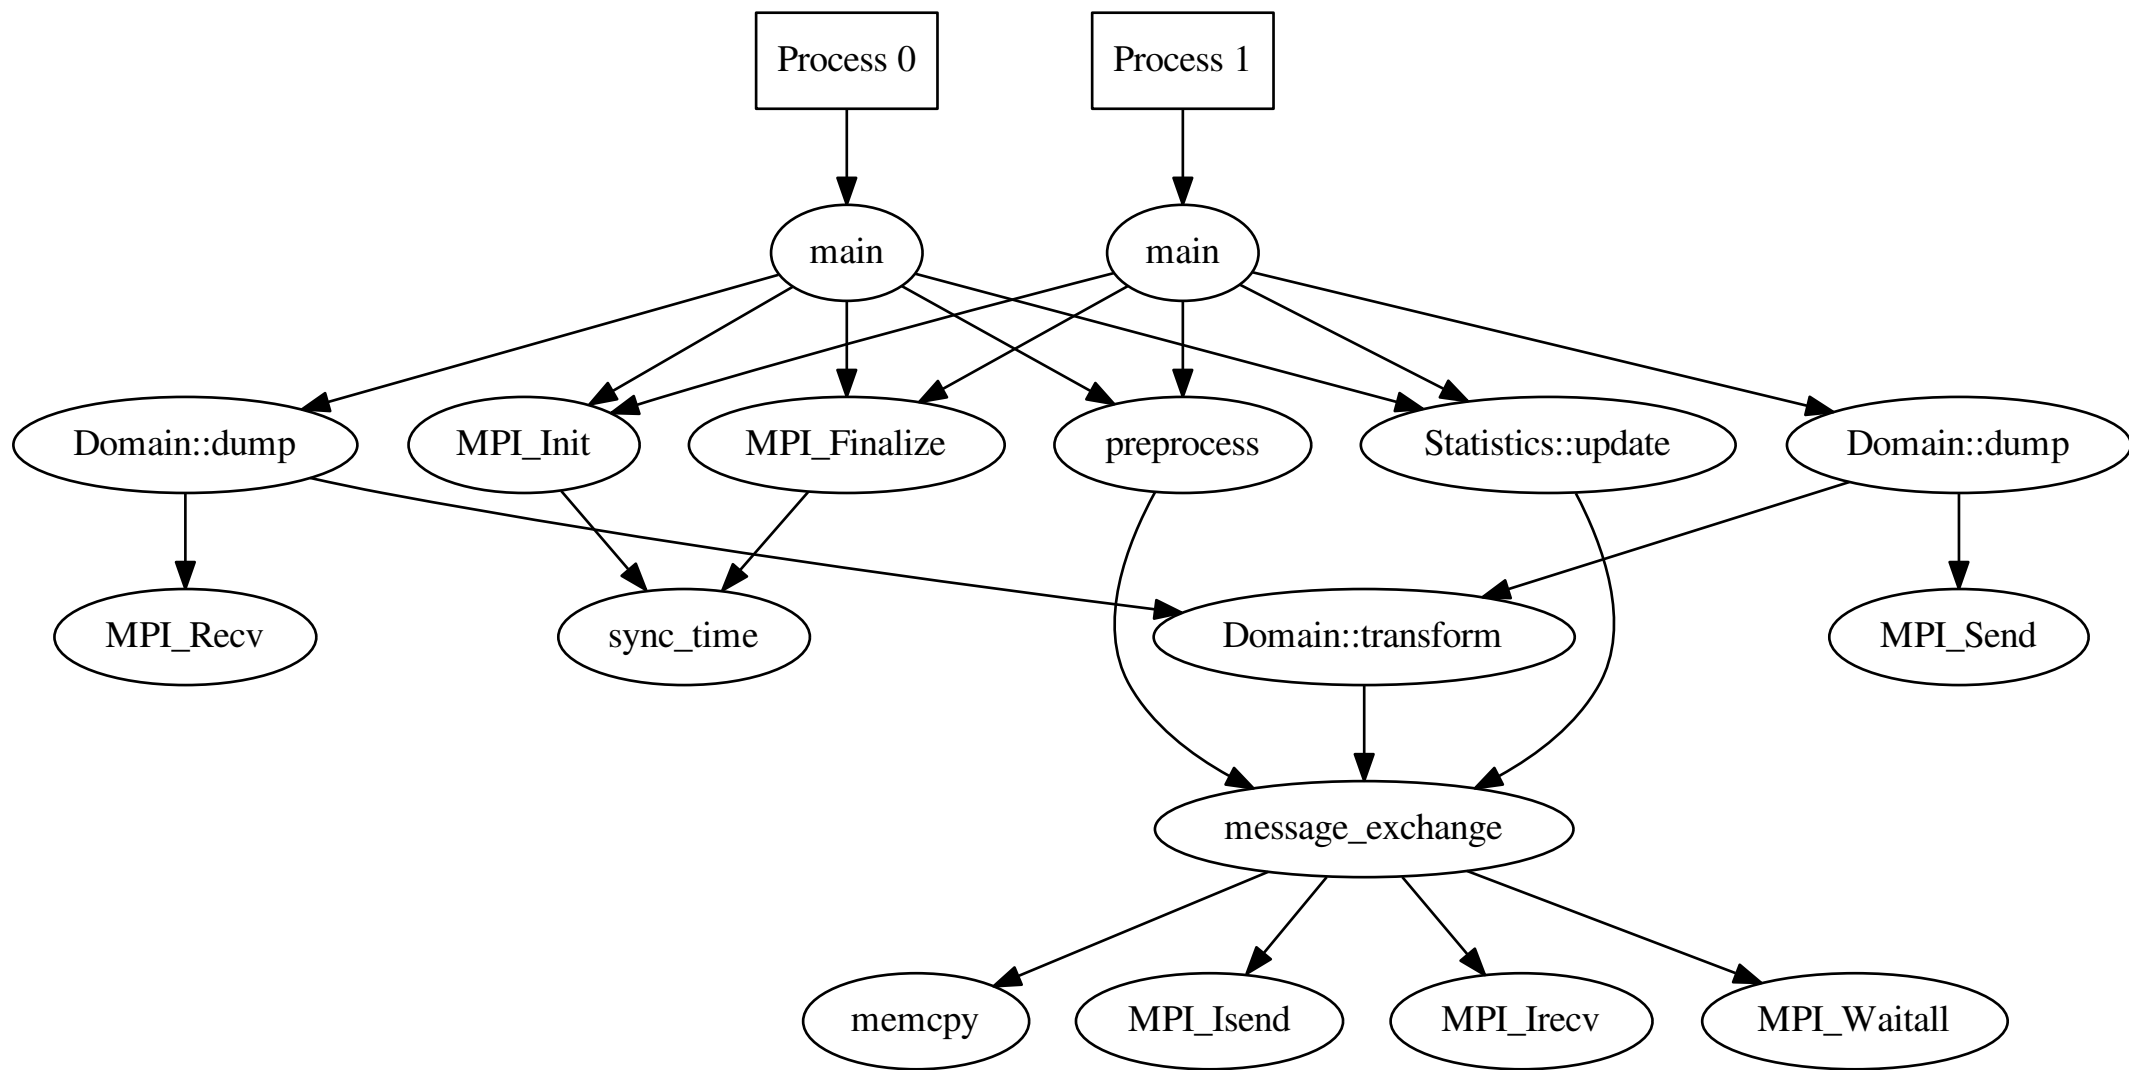 Process 0
Process 1
main
main
Domain::dump
MPI_Init
MPI_Finalize
preprocess
Statistics::update
Domain::dump
MPI_Recv
sync_time
Domain::transform
MPI_Send
message_exchange
memcpy
MPI_Isend
MPI_Irecv
MPI_Waitall